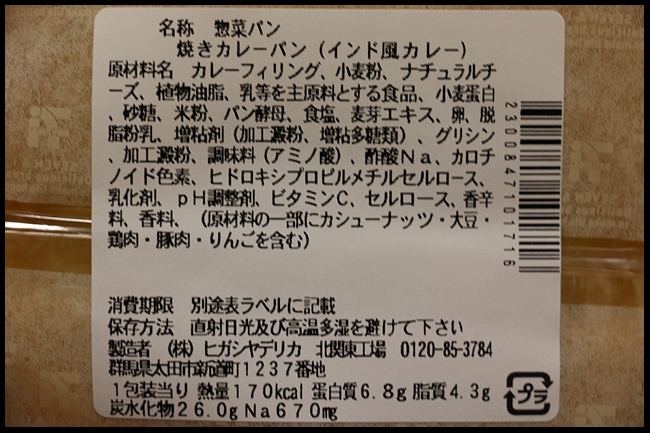 名称　惣菜パン
焼きカレーパン（インド風カレー）
原材料名　カレーフィリング、小麦粉、ナチュラルチ
ーズ、植物油脂、乳等を主原料とする食品、小麦蛋白
、砂糖、米粉、パン酵母、食塩、麦芽エキス、卵、脱
脂粉乳、増粘剤（加工澱粉、増粘多糖類）、グリシン
、加工澱粉、調味料（アミノ酸）、酢酸Ｎａ、カロチ
ノイド色素、ヒドロキシプロピルメチルセルロース、
乳化剤、ｐＨ調整剤、ビタミンＣ、セルロース、香辛
料、香料、（原材料の一部にカシューナッツ・大豆・
鶏肉・豚肉・りんごを含む）
2300847101716
消費期限　別途表ラベルに記載
保存方法　直射日光及び高温多湿を避けて下さい
製造者　（株）ヒガシヤデリカ　北関東工場　0120-85-3784
群馬県太田市新道町１２３７番地
１包装当り 熱量170kcal 蛋白質６.８g 脂質４.３g
炭水化物２６.０g Ｎａ６７０㎎
プラ